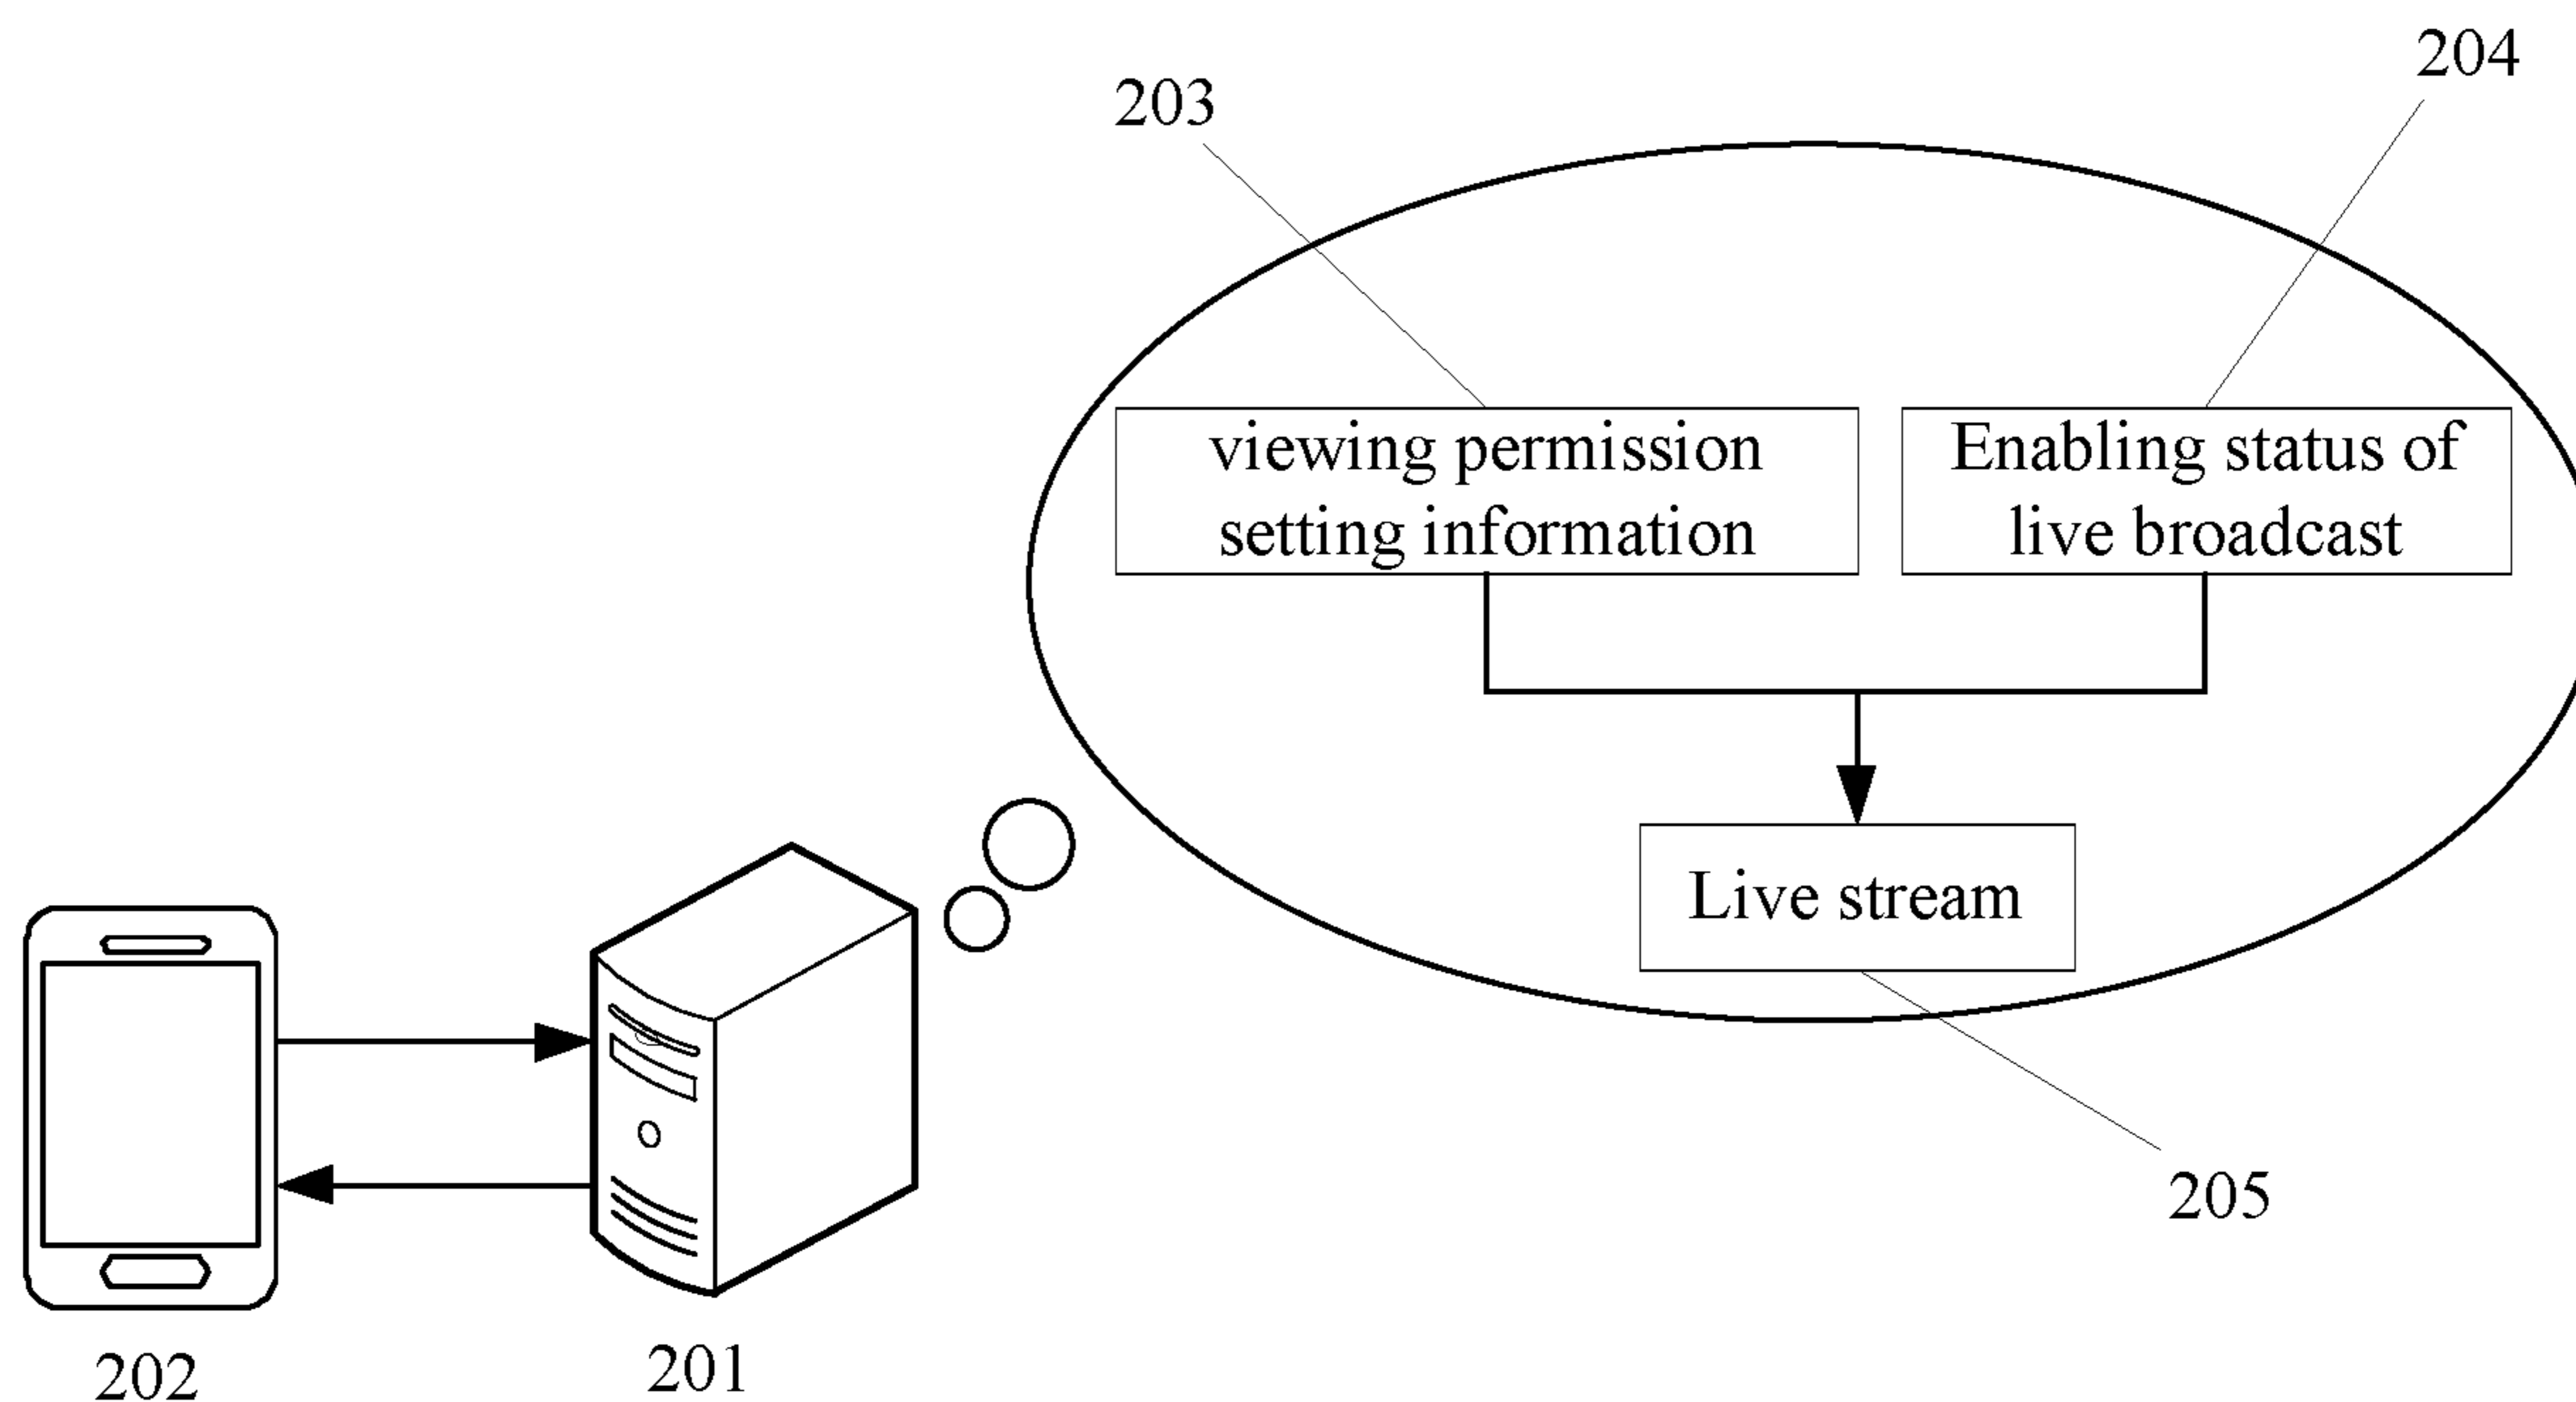 204
203
viewing permission
setting information
Enabling status of
live broadcast
Live stream
205
202
201